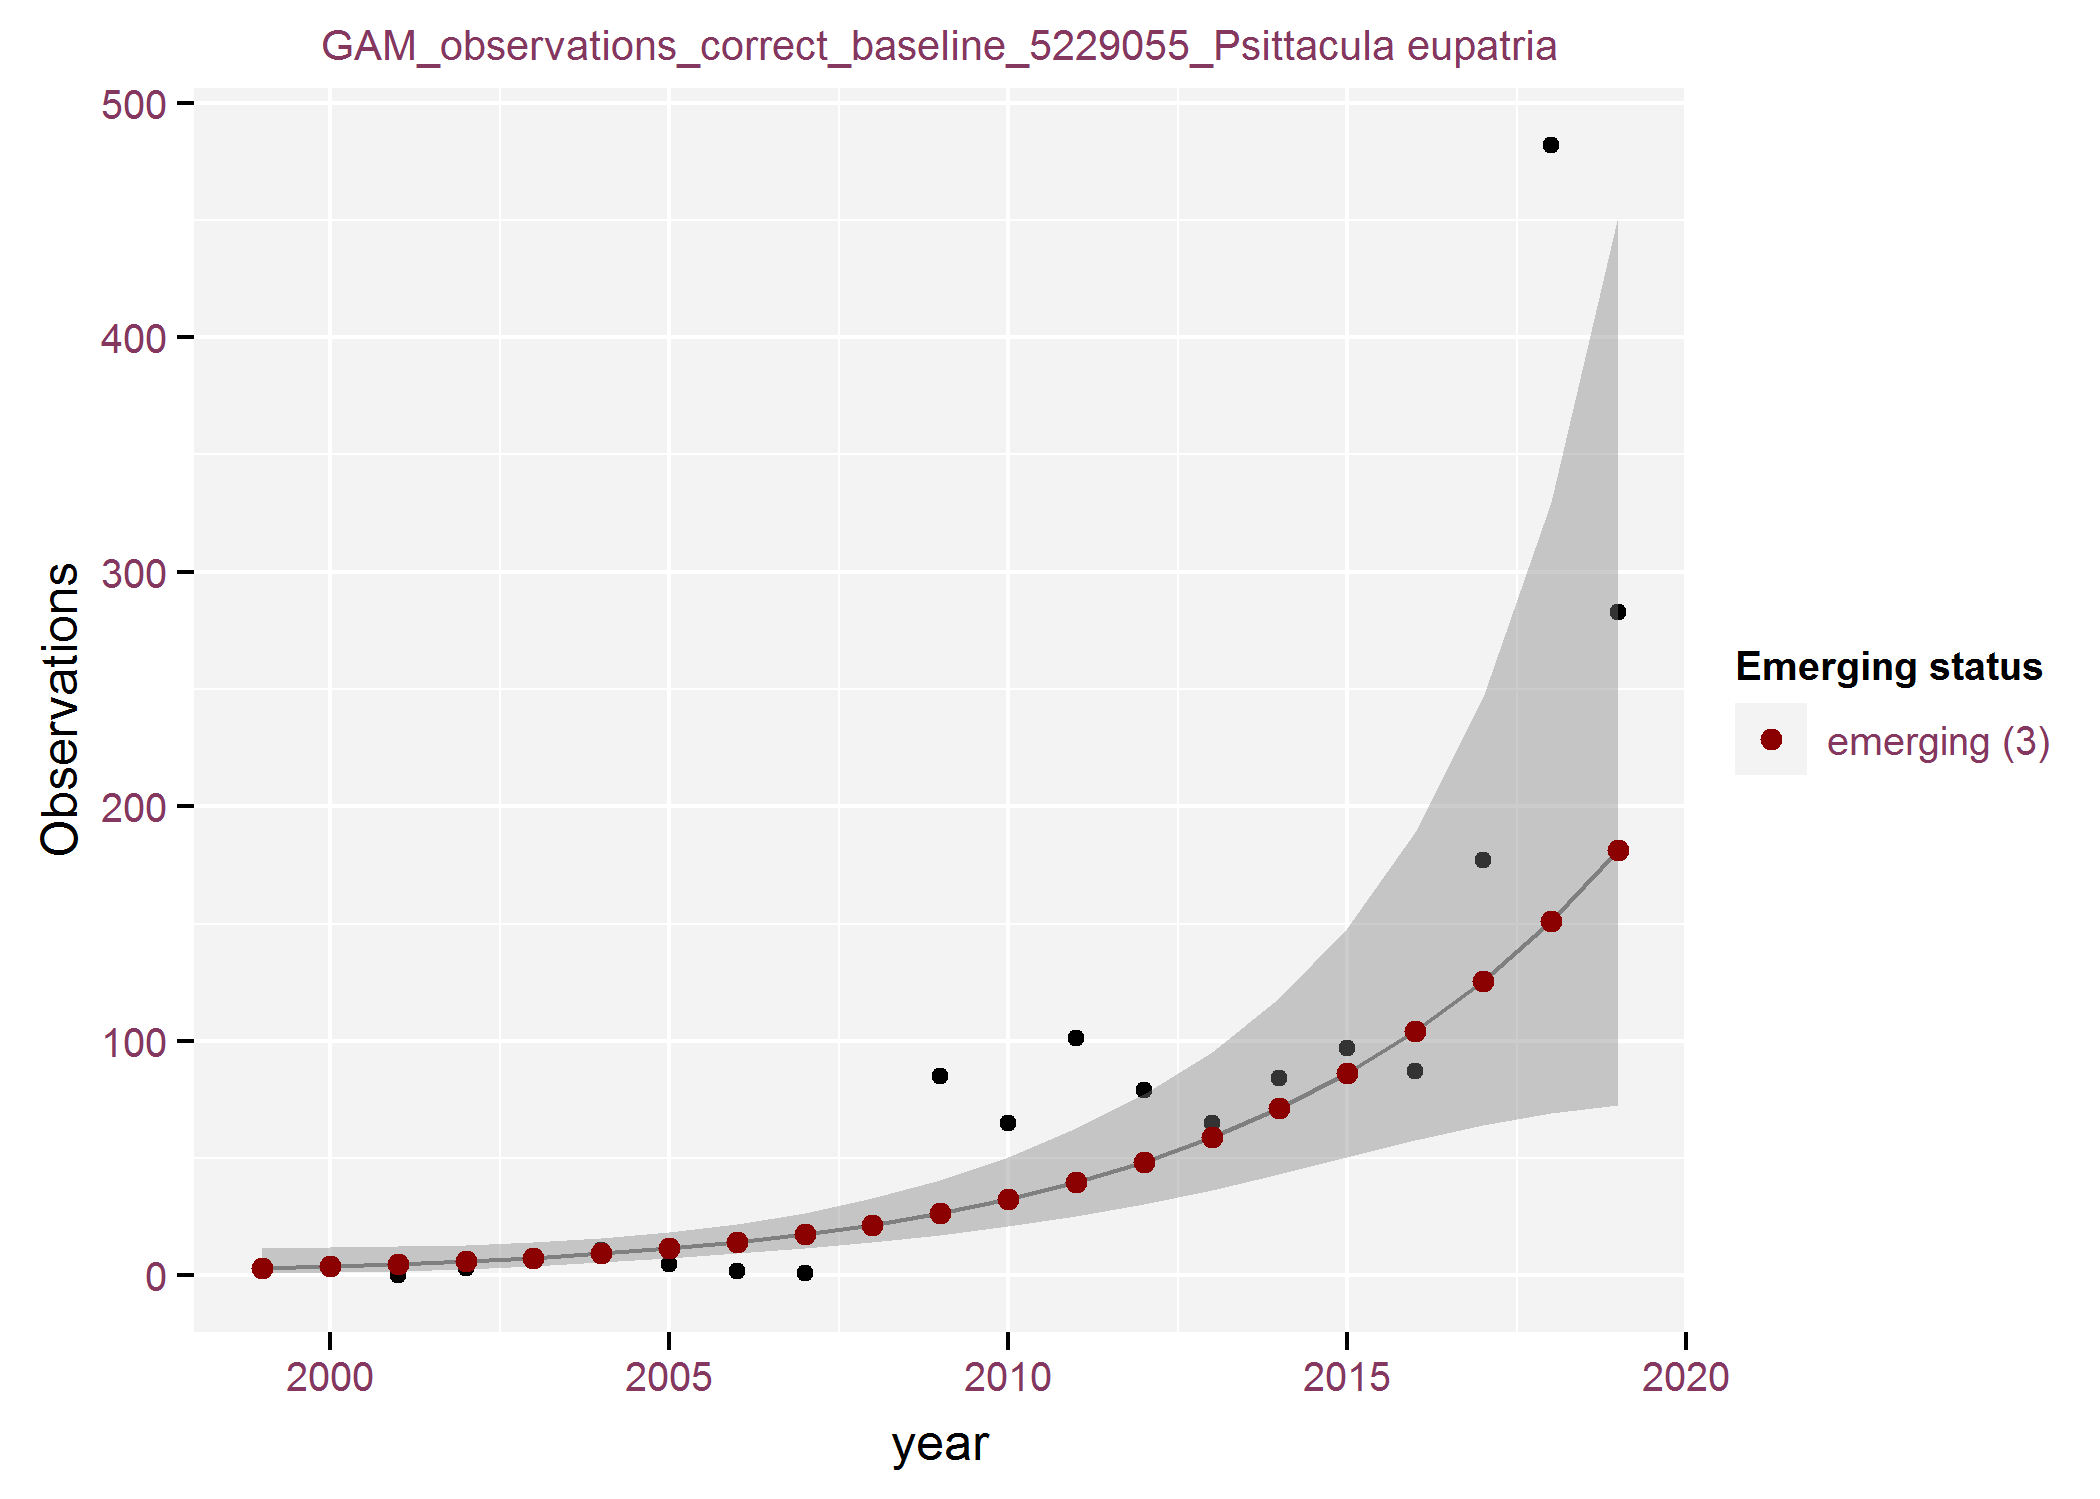 GAM_observations_correct_baseline_5229055_Psittacula eupatria
500
400
300
200
100
0
Observations
2000 2005 2010 2015 2020
year
Emerging status
emerging (3)